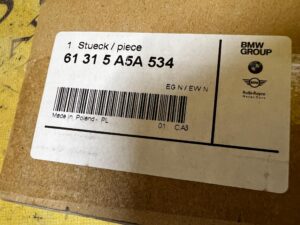 1 Stueck / piece
61 31 5 A5A 534
EG N / EW N
Made in Poland - PL
01 CA3
BMW
GROUP